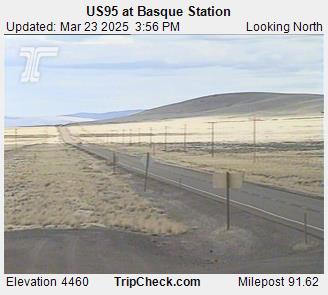 US95 at Basque Station
Updated: Mar 23 2025 3:56 PM Looking North
Elevation 4460 TripCheck.com Milepost 91.62